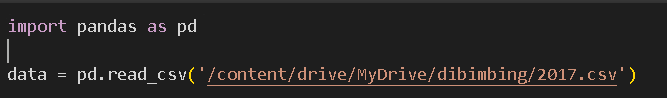 import pandas as pd
data = pd.read_csv('/content/drive/MyDrive/dibimbing/2017.csv')